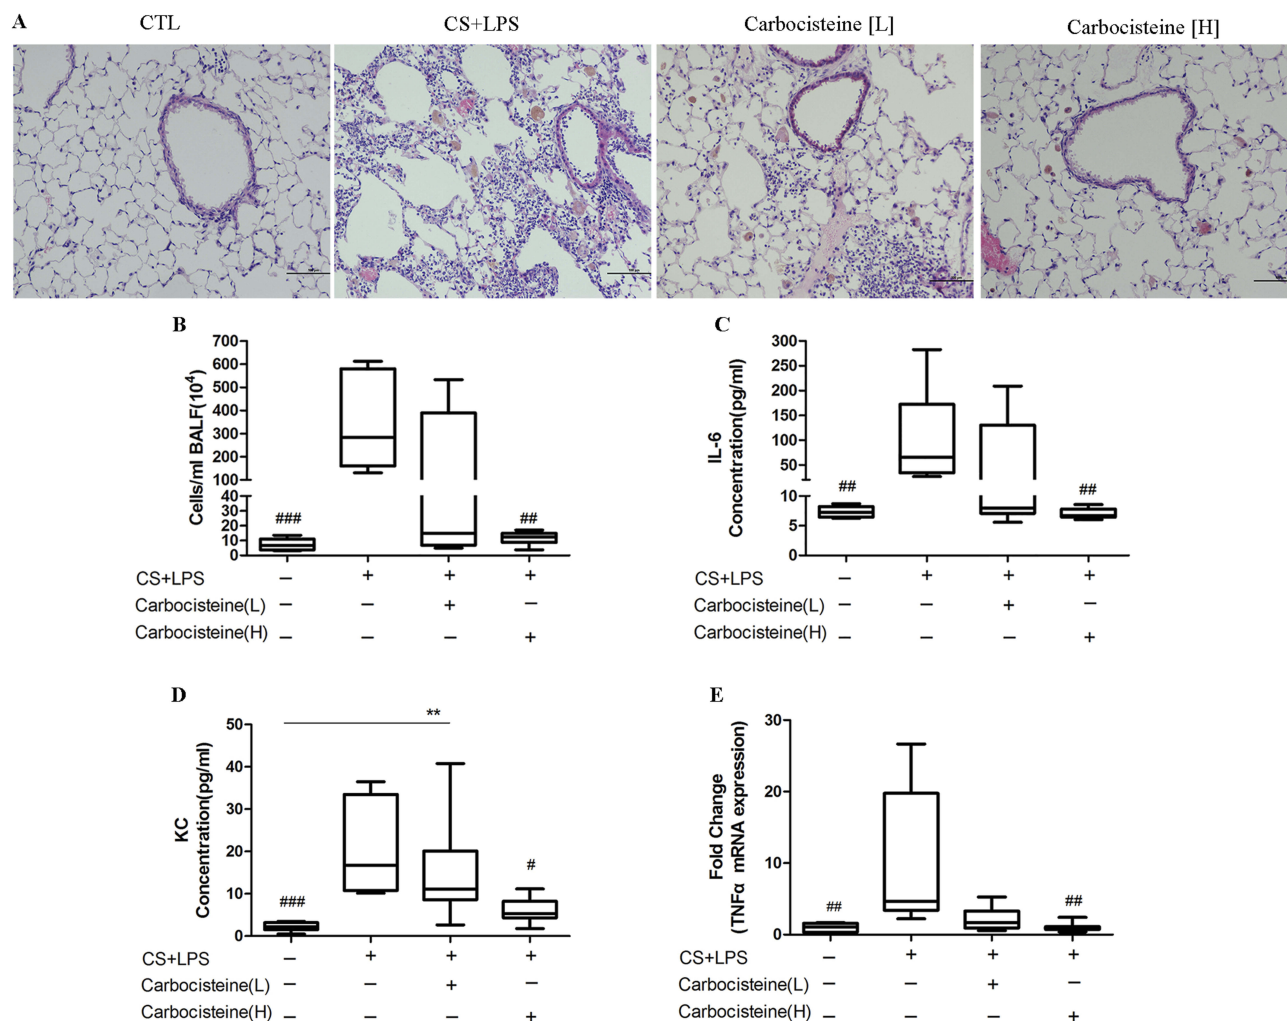 A
CTL
CS+LPS
Carbocisteine [L]
Carbocisteine [H]
B
Cells/ml BALF(10⁴)
700
600
500
400
300
200
100
40
30
20
10
0
###
##
CS+LPS – + + +
Carbocisteine(L) – – + –
Carbocisteine(H) – – – +
C
IL-6
Concentration(pg/ml)
300
250
200
150
100
50
10
5
0
##
##
CS+LPS – + + +
Carbocisteine(L) – – + –
Carbocisteine(H) – – – +
D
KC
Concentration(pg/ml)
50
40
30
20
10
0
**
###
#
CS+LPS – + + +
Carbocisteine(L) – – + –
Carbocisteine(H) – – – +
E
Fold Change
(TNFα mRNA expression)
30
20
10
0
##
##
CS+LPS – + + +
Carbocisteine(L) – – + –
Carbocisteine(H) – – – +